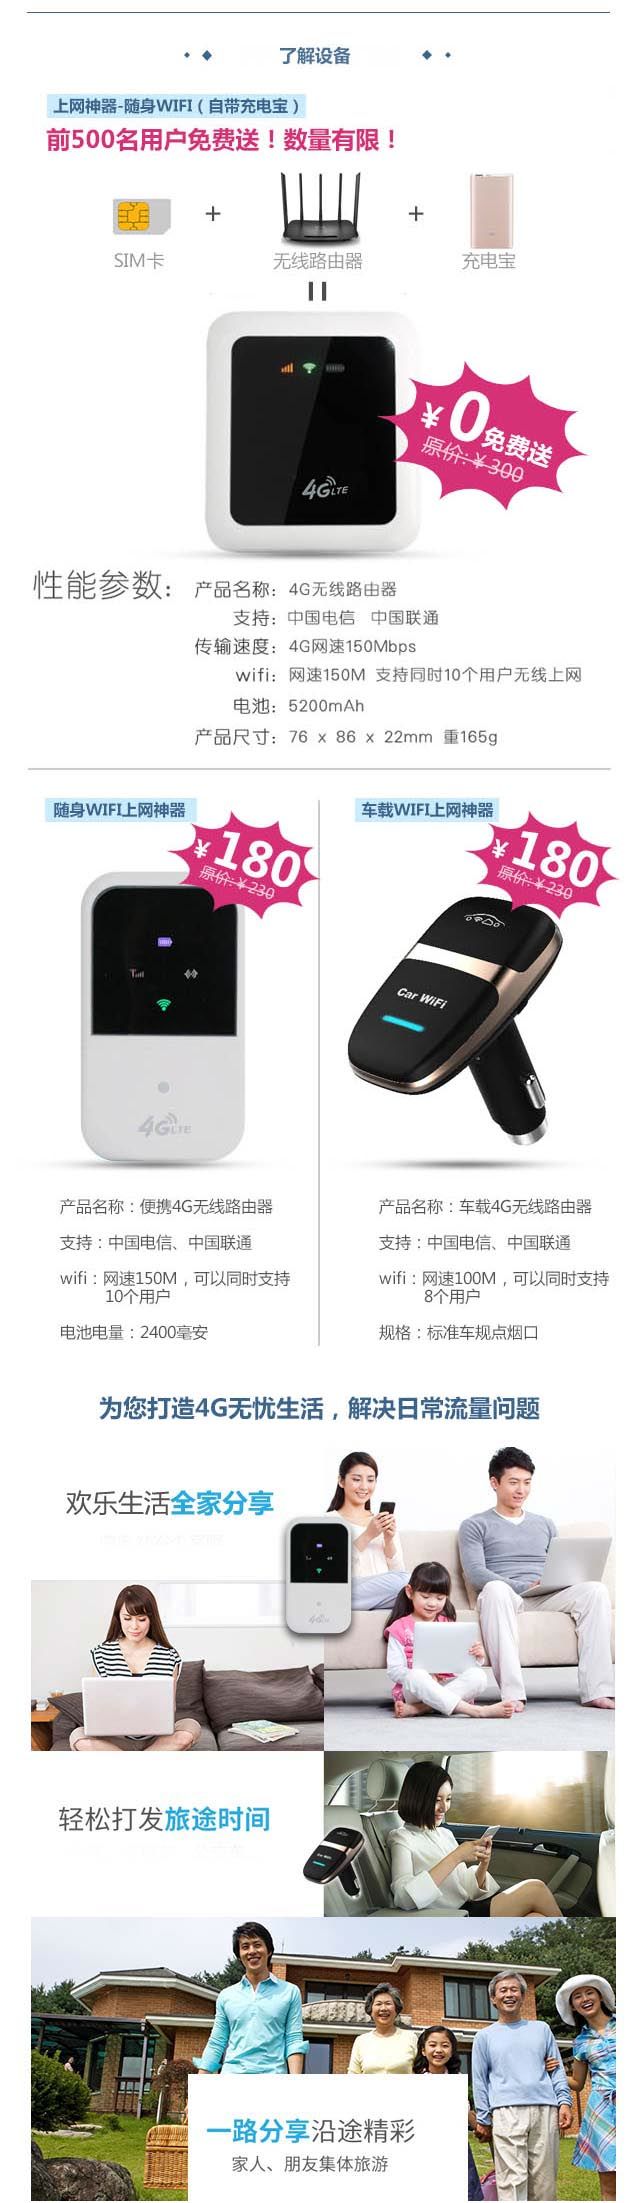 了解设备
上网神器-随身WIFI（自带充电宝）
前500名用户免费送！数量有限！
+
+
SIM卡
无线路由器
充电宝
¥0免费送
原价:¥300
4G LTE
性能参数:
产品名称: 4G无线路由器
支持: 中国电信 中国联通
传输速度: 4G网速150Mbps
wifi: 网速150M 支持同时10个用户无线上网
电池: 5200mAh
产品尺寸: 76 x 86 x 22mm 重165g
随身WIFI上网神器
¥180
原价:¥230
4G LTE
产品名称：便携4G无线路由器
支持：中国电信、中国联通
wifi：网速150M，可以同时支持
10个用户
电池电量：2400毫安
车载WIFI上网神器
¥180
原价:¥230
Car WiFi
产品名称：车载4G无线路由器
支持：中国电信、中国联通
wifi：网速100M，可以同时支持
8个用户
规格：标准车规点烟口
为您打造4G无忧生活，解决日常流量问题
欢乐生活全家分享
4G LTE
轻松打发旅途时间
Car WiFi
一路分享沿途精彩
家人、朋友集体旅游